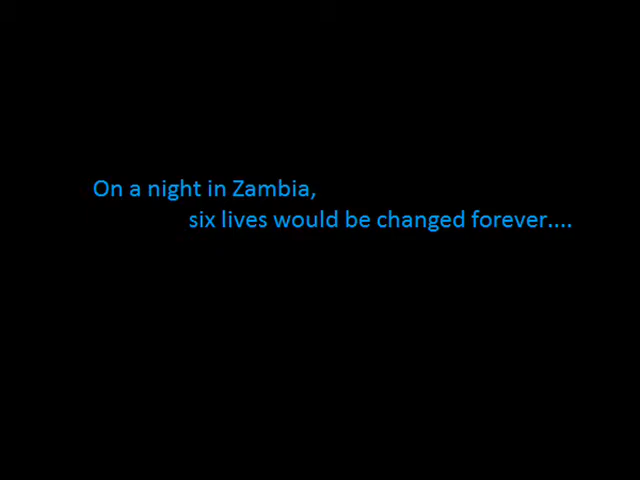 On a night in Zambia,
six lives would be changed forever....